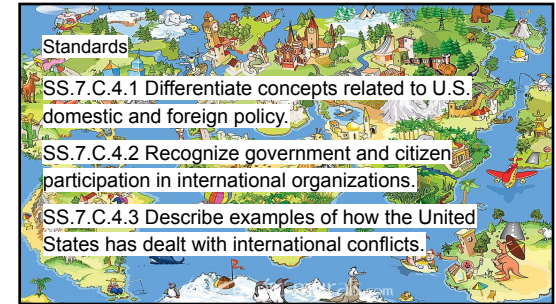 Standards
SS.7.C.4.1 Differentiate concepts related to U.S.
domestic and foreign policy.
SS.7.C.4.2 Recognize government and citizen
participation in international organizations.
SS.7.C.4.3 Describe examples of how the United
States has dealt with international conflicts.